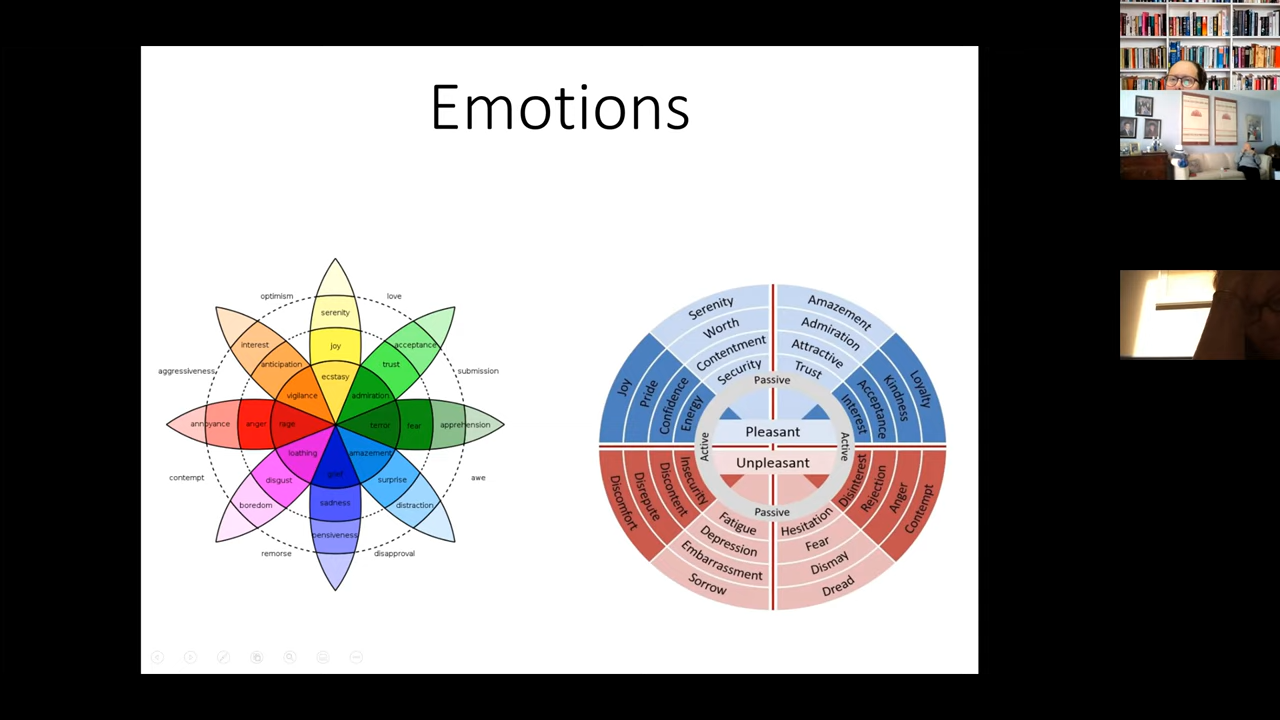 Emotions
optimism
love
serenity
interest
joy
acceptance
anticipation
trust
aggressiveness
ecstasy
submission
vigilance
admiration
annoyance
anger
rage
terror
fear
apprehension
loathing
amazement
contempt
disgust
grief
surprise
awe
boredom
sadness
distraction
pensiveness
remorse
disapproval
Serenity
Worth
Contentment
Security
Amazement
Admiration
Attractive
Trust
Joy
Pride
Confidence
Energy
Interest
Acceptance
Kindness
Loyalty
Passive
Active
Pleasant
Active
Unpleasant
Passive
Discomfort
Disrepute
Discontent
Insecurity
Disinterest
Rejection
Anger
Contempt
Fatigue
Depression
Embarrassment
Sorrow
Hesitation
Fear
Dismay
Dread